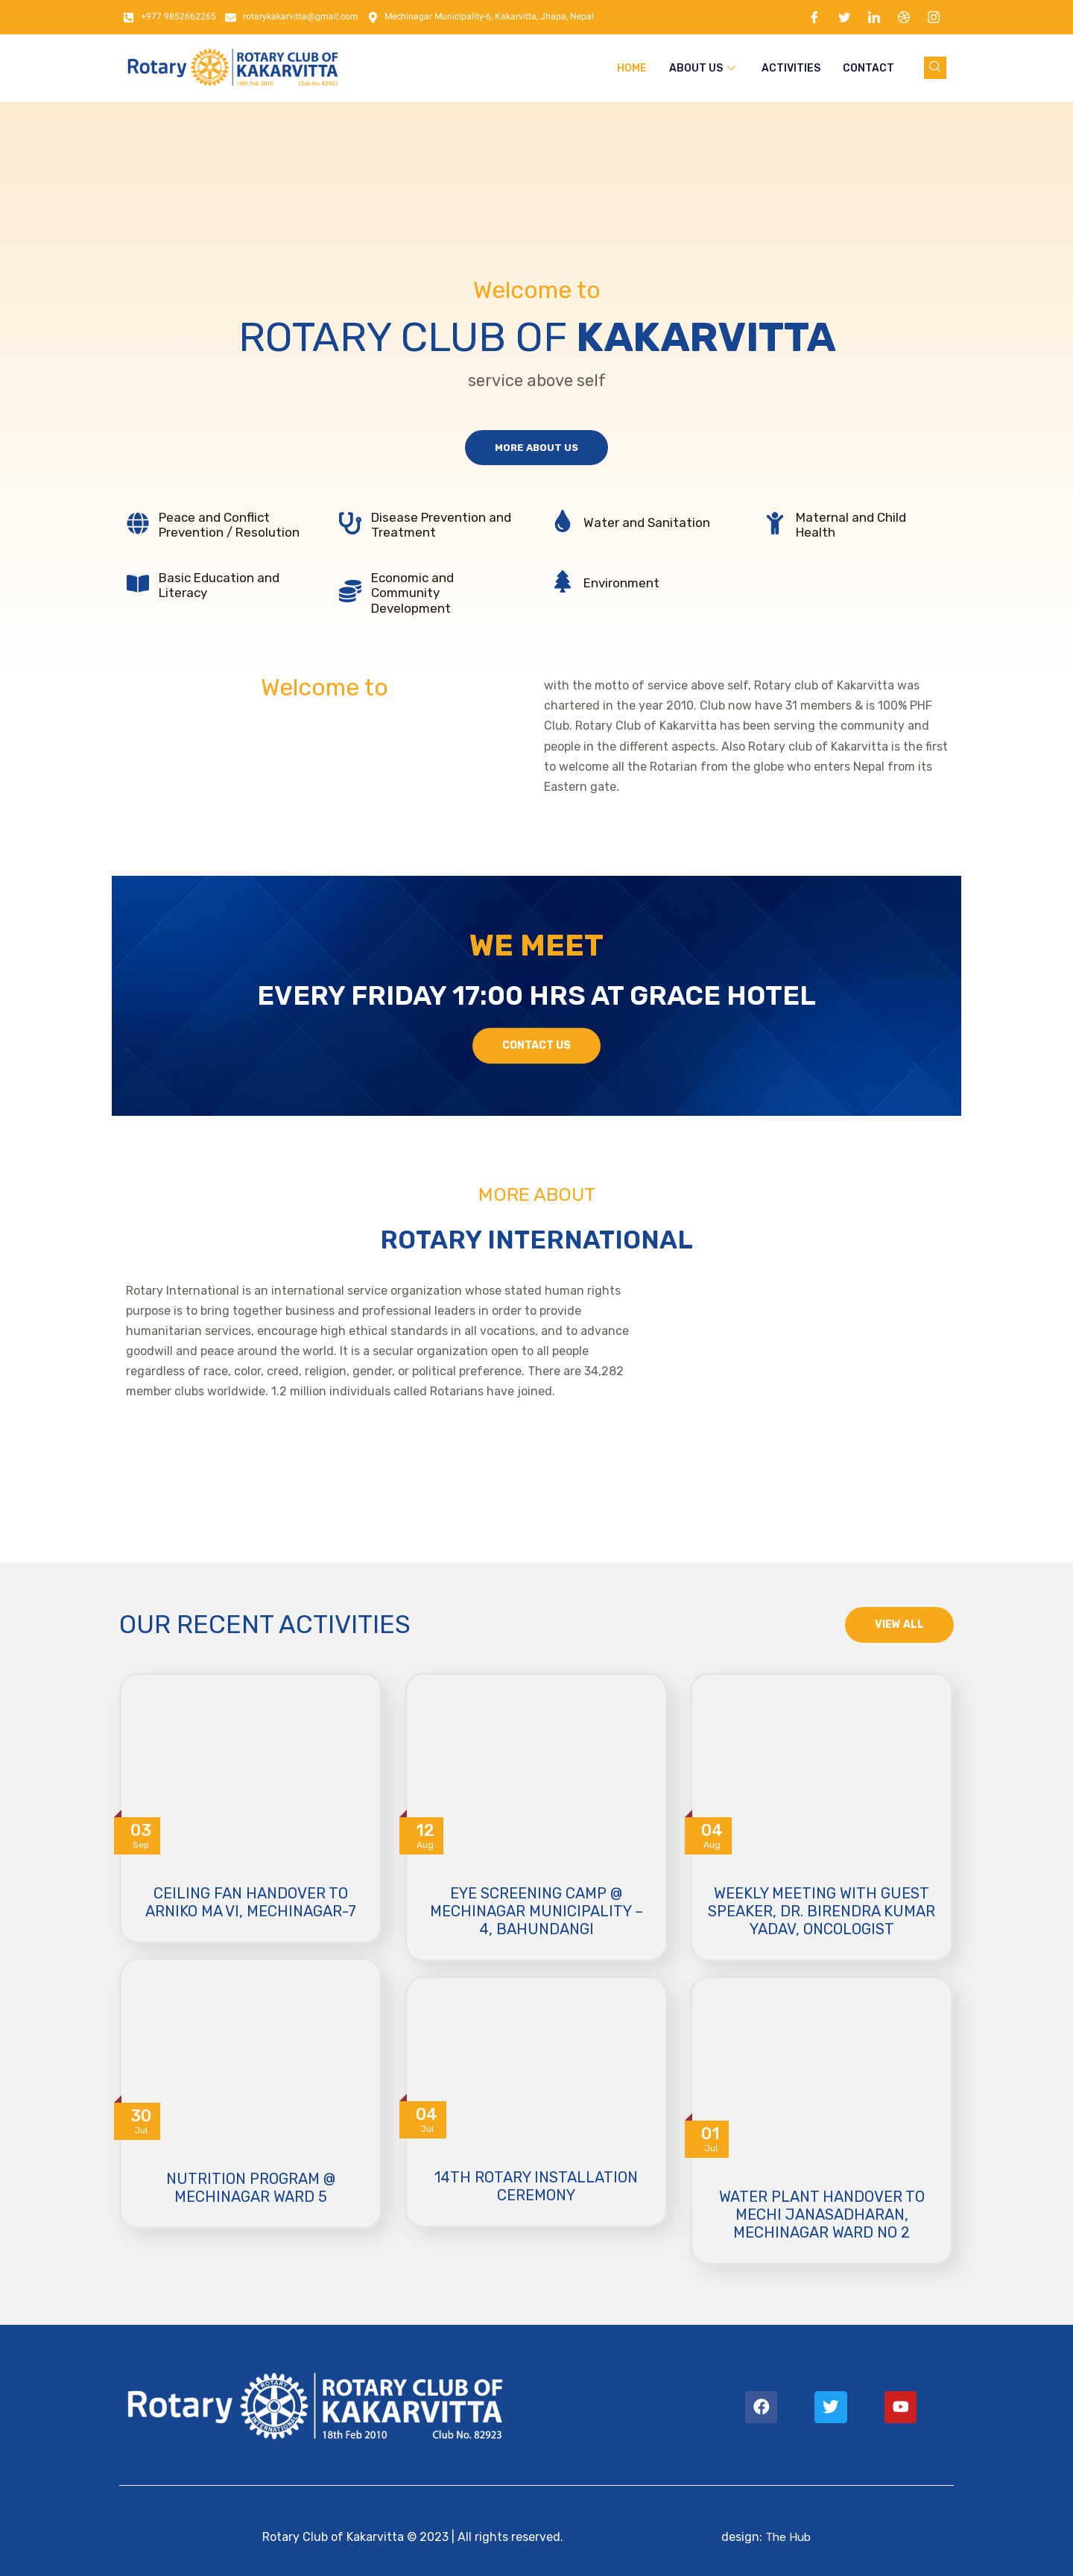 +977 9852662265 rotarykakarvitta@gmail.com Mechinagar Municipality-6, Kakarvitta, Jhapa, Nepal
Rotary ROTARY CLUB OF
KAKARVITTA
18th Feb 2010 Club No. 82923
HOME ABOUT US ACTIVITIES CONTACT
Welcome to
ROTARY CLUB OF KAKARVITTA
service above self
MORE ABOUT US
Peace and Conflict
Prevention / Resolution
Disease Prevention and
Treatment
Water and Sanitation
Maternal and Child
Health
Basic Education and
Literacy
Economic and
Community
Development
Environment
Welcome to
with the motto of service above self, Rotary club of Kakarvitta was
chartered in the year 2010. Club now have 31 members & is 100% PHF
Club. Rotary Club of Kakarvitta has been serving the community and
people in the different aspects. Also Rotary club of Kakarvitta is the first
to welcome all the Rotarian from the globe who enters Nepal from its
Eastern gate.
WE MEET
EVERY FRIDAY 17:00 HRS AT GRACE HOTEL
CONTACT US
MORE ABOUT
ROTARY INTERNATIONAL
Rotary International is an international service organization whose stated human rights
purpose is to bring together business and professional leaders in order to provide
humanitarian services, encourage high ethical standards in all vocations, and to advance
goodwill and peace around the world. It is a secular organization open to all people
regardless of race, color, creed, religion, gender, or political preference. There are 34,282
member clubs worldwide. 1.2 million individuals called Rotarians have joined.
OUR RECENT ACTIVITIES
VIEW ALL
03
Sep
CEILING FAN HANDOVER TO
ARNIKO MA VI, MECHINAGAR-7
12
Aug
EYE SCREENING CAMP @
MECHINAGAR MUNICIPALITY –
4, BAHUNDANGI
04
Aug
WEEKLY MEETING WITH GUEST
SPEAKER, DR. BIRENDRA KUMAR
YADAV, ONCOLOGIST
30
Jul
NUTRITION PROGRAM @
MECHINAGAR WARD 5
04
Jul
14TH ROTARY INSTALLATION
CEREMONY
01
Jul
WATER PLANT HANDOVER TO
MECHI JANASADHARAN,
MECHINAGAR WARD NO 2
Rotary ROTARY CLUB OF
KAKARVITTA
18th Feb 2010 Club No. 82923
Rotary Club of Kakarvitta © 2023 | All rights reserved.
design: The Hub